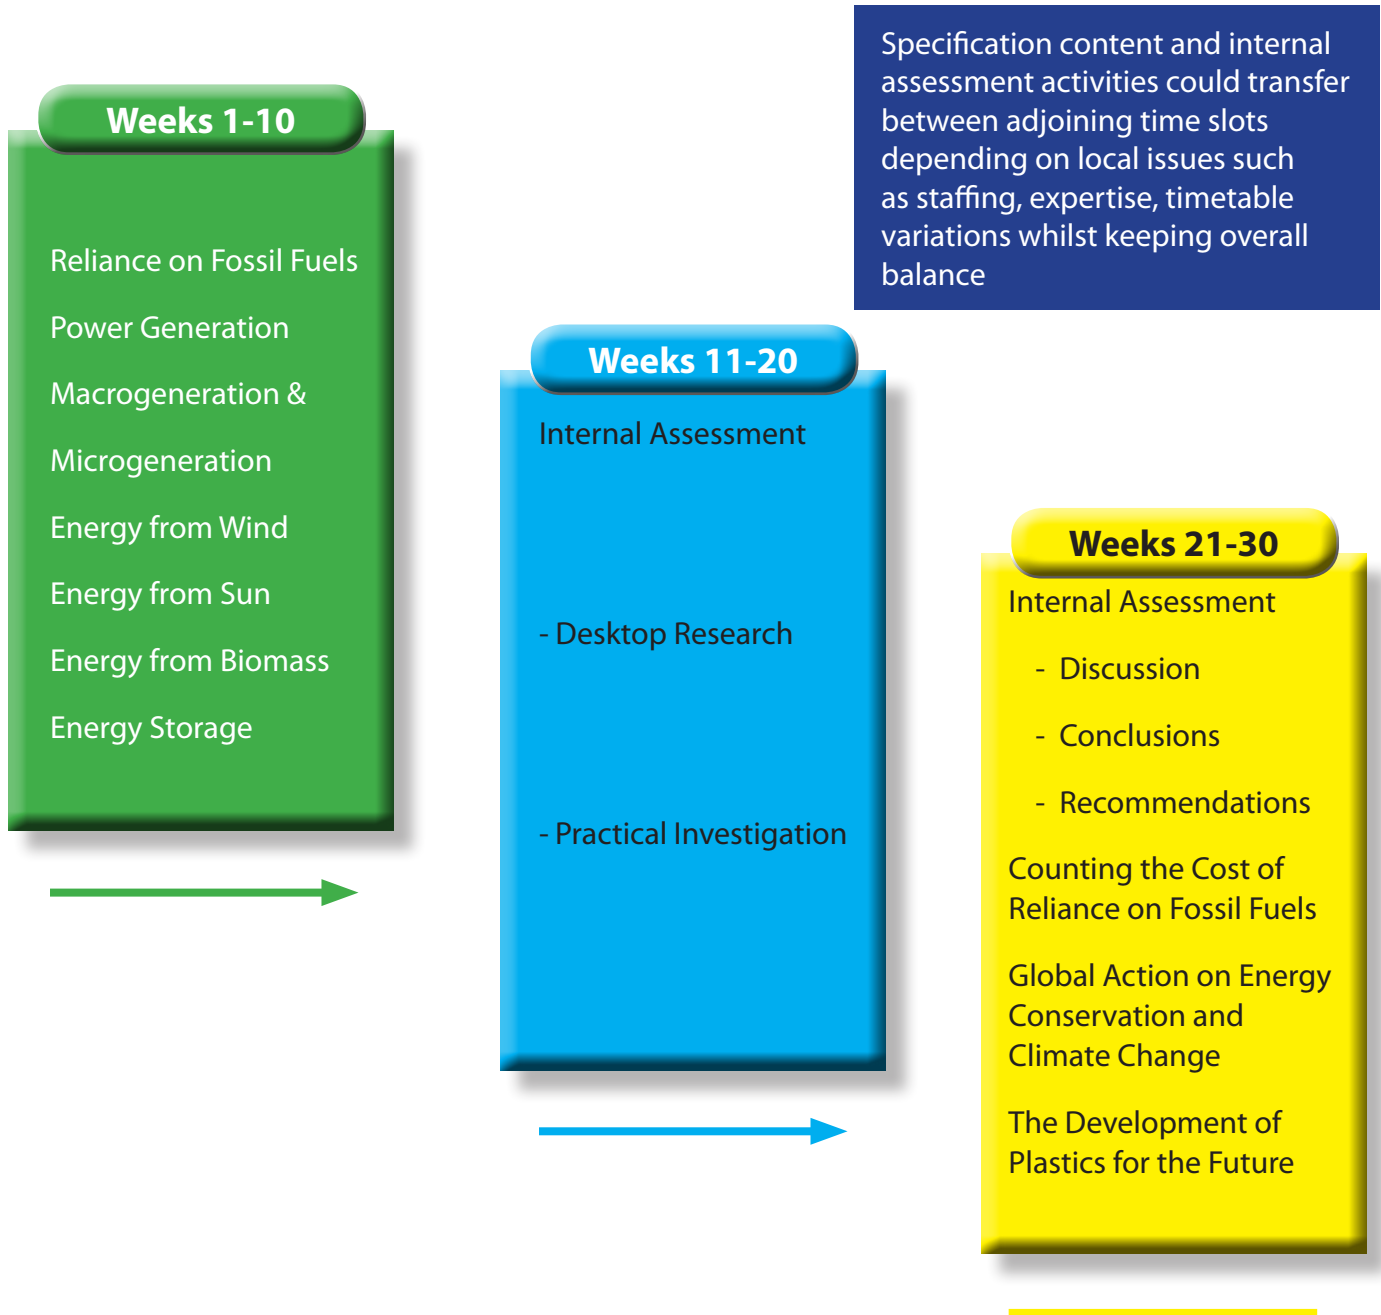 Specification content and internal
assessment activities could transfer
between adjoining time slots
depending on local issues such
as staffing, expertise, timetable
variations whilst keeping overall
balance
Weeks 1-10
Reliance on Fossil Fuels
Power Generation
Macrogeneration &
Microgeneration
Energy from Wind
Energy from Sun
Energy from Biomass
Energy Storage
Weeks 11-20
Internal Assessment
- Desktop Research
- Practical Investigation
Weeks 21-30
Internal Assessment
- Discussion
- Conclusions
- Recommendations
Counting the Cost of
Reliance on Fossil Fuels
Global Action on Energy
Conservation and
Climate Change
The Development of
Plastics for the Future